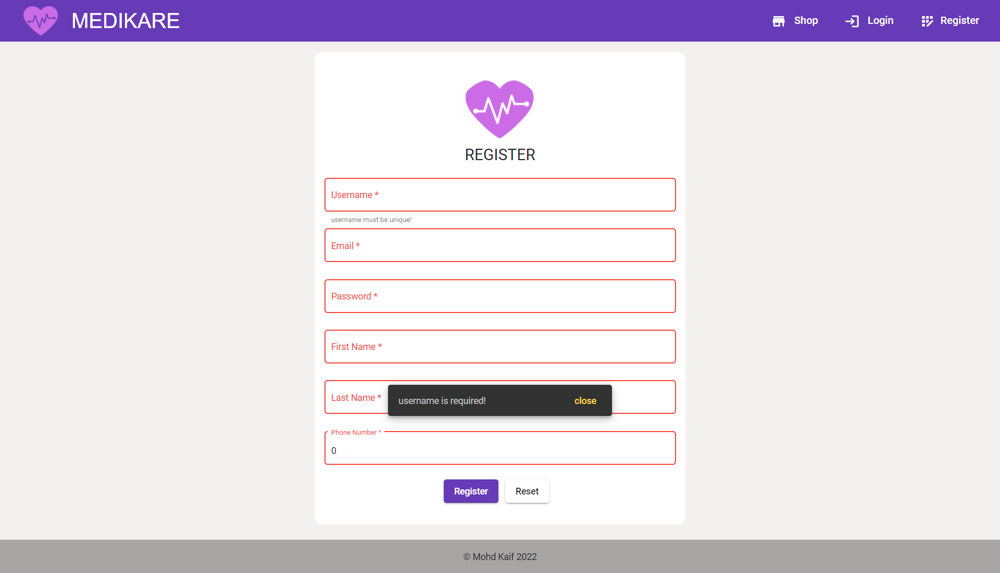 MEDIKARE
Shop
Login
Register
REGISTER
Username *
username must be unique!
Email *
Password *
First Name *
Last Name *
username is required!
close
Phone Number *
0
Register
Reset
© Mohd Kaif 2022